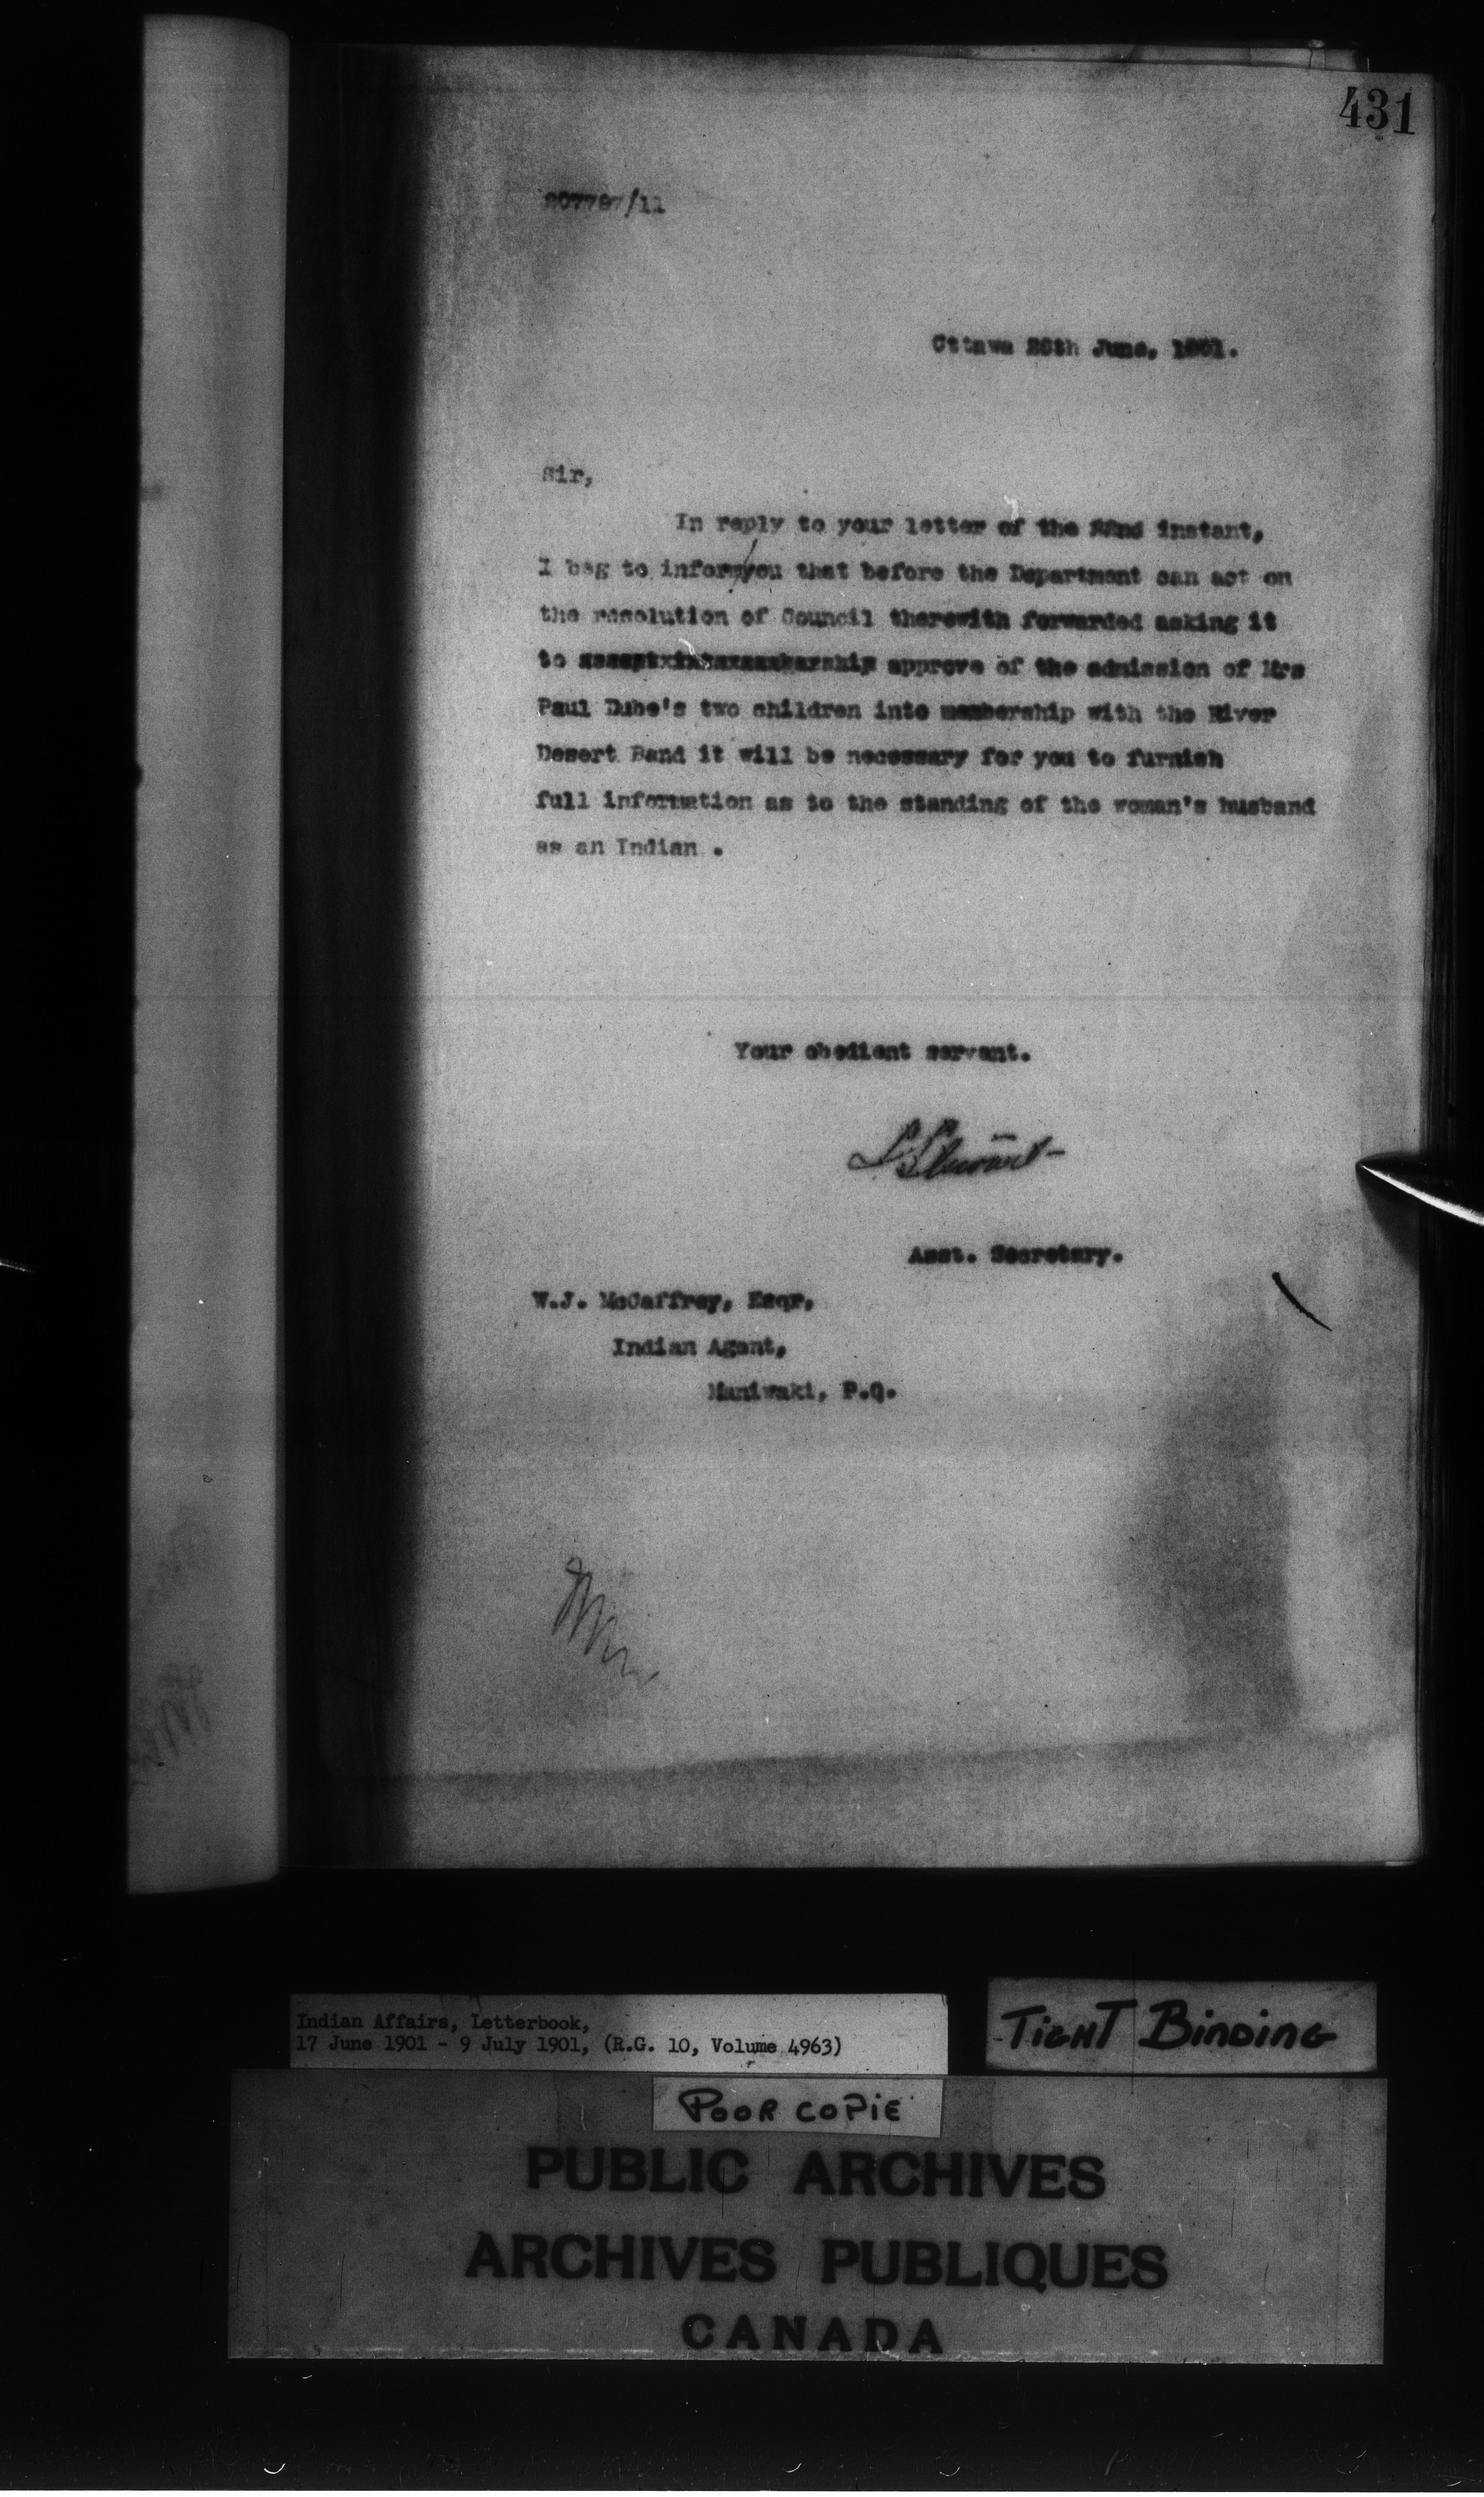 431
/11
Ottawa June, 1901.
Sir,
In reply to your letter of the instant,
I beg to inform/you that before the Department can act on
the resolution of Council therewith forwarded asking it
to approve of the admission of Mrs
Paul Dube's two children into membership with the River
Desert Band it will be necessary for you to furnish
full information as to the standing of the woman's husband
as an Indian .
Your obedient servant.
S Stewart
Asst. Secretary.
W.J. McCaffrey, Esqr,
Indian Agent,
Maniwaki, P.Q.
Indian Affairs, Letterbook,
17 June 1901 - 9 July 1901, (R.G. 10, Volume 4963)
TIGHT BINDING
POOR COPIE
PUBLIC ARCHIVES
ARCHIVES PUBLIQUES
CANADA